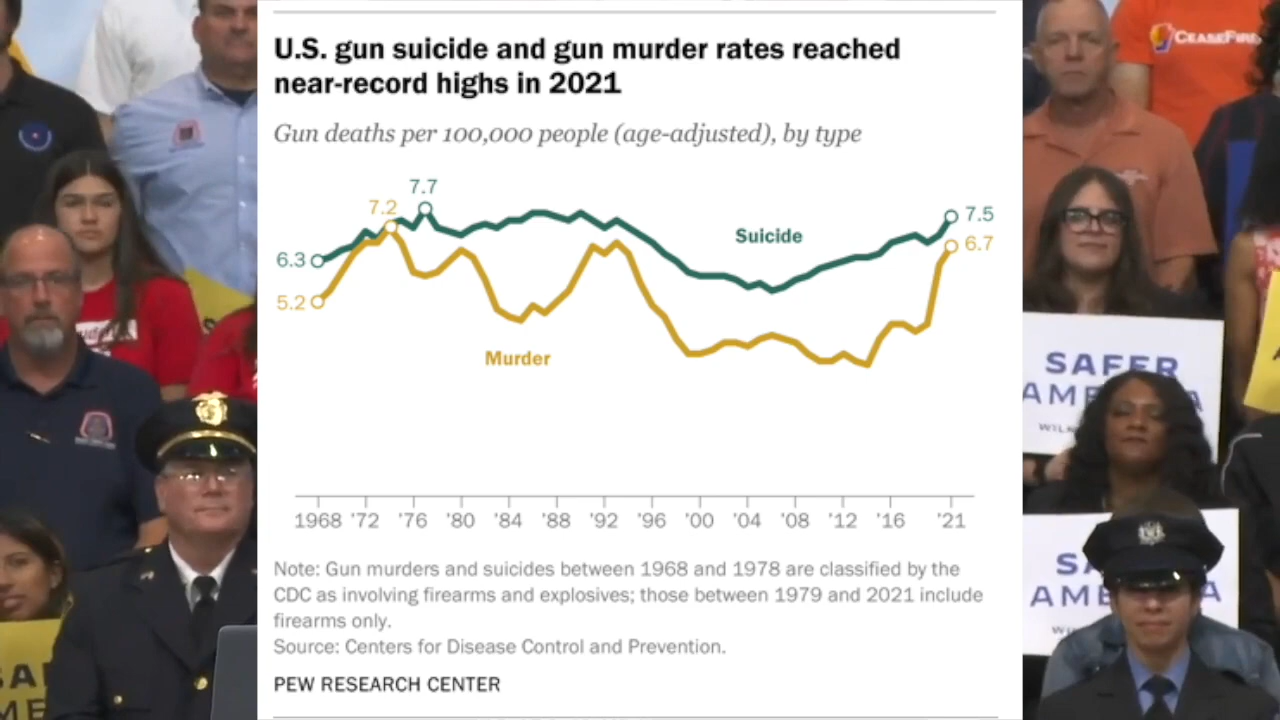 U.S. gun suicide and gun murder rates reached
near-record highs in 2021
Gun deaths per 100,000 people (age-adjusted), by type
7.7
7.2
7.5
Suicide
6.7
6.3
5.2
Murder
1968 '72 '76 '80 '84 '88 '92 '96 '00 '04 '08 '12 '16 '21
Note: Gun murders and suicides between 1968 and 1978 are classified by the
CDC as involving firearms and explosives; those between 1979 and 2021 include
firearms only.
Source: Centers for Disease Control and Prevention.
PEW RESEARCH CENTER
CEASEFIRE
SAFER